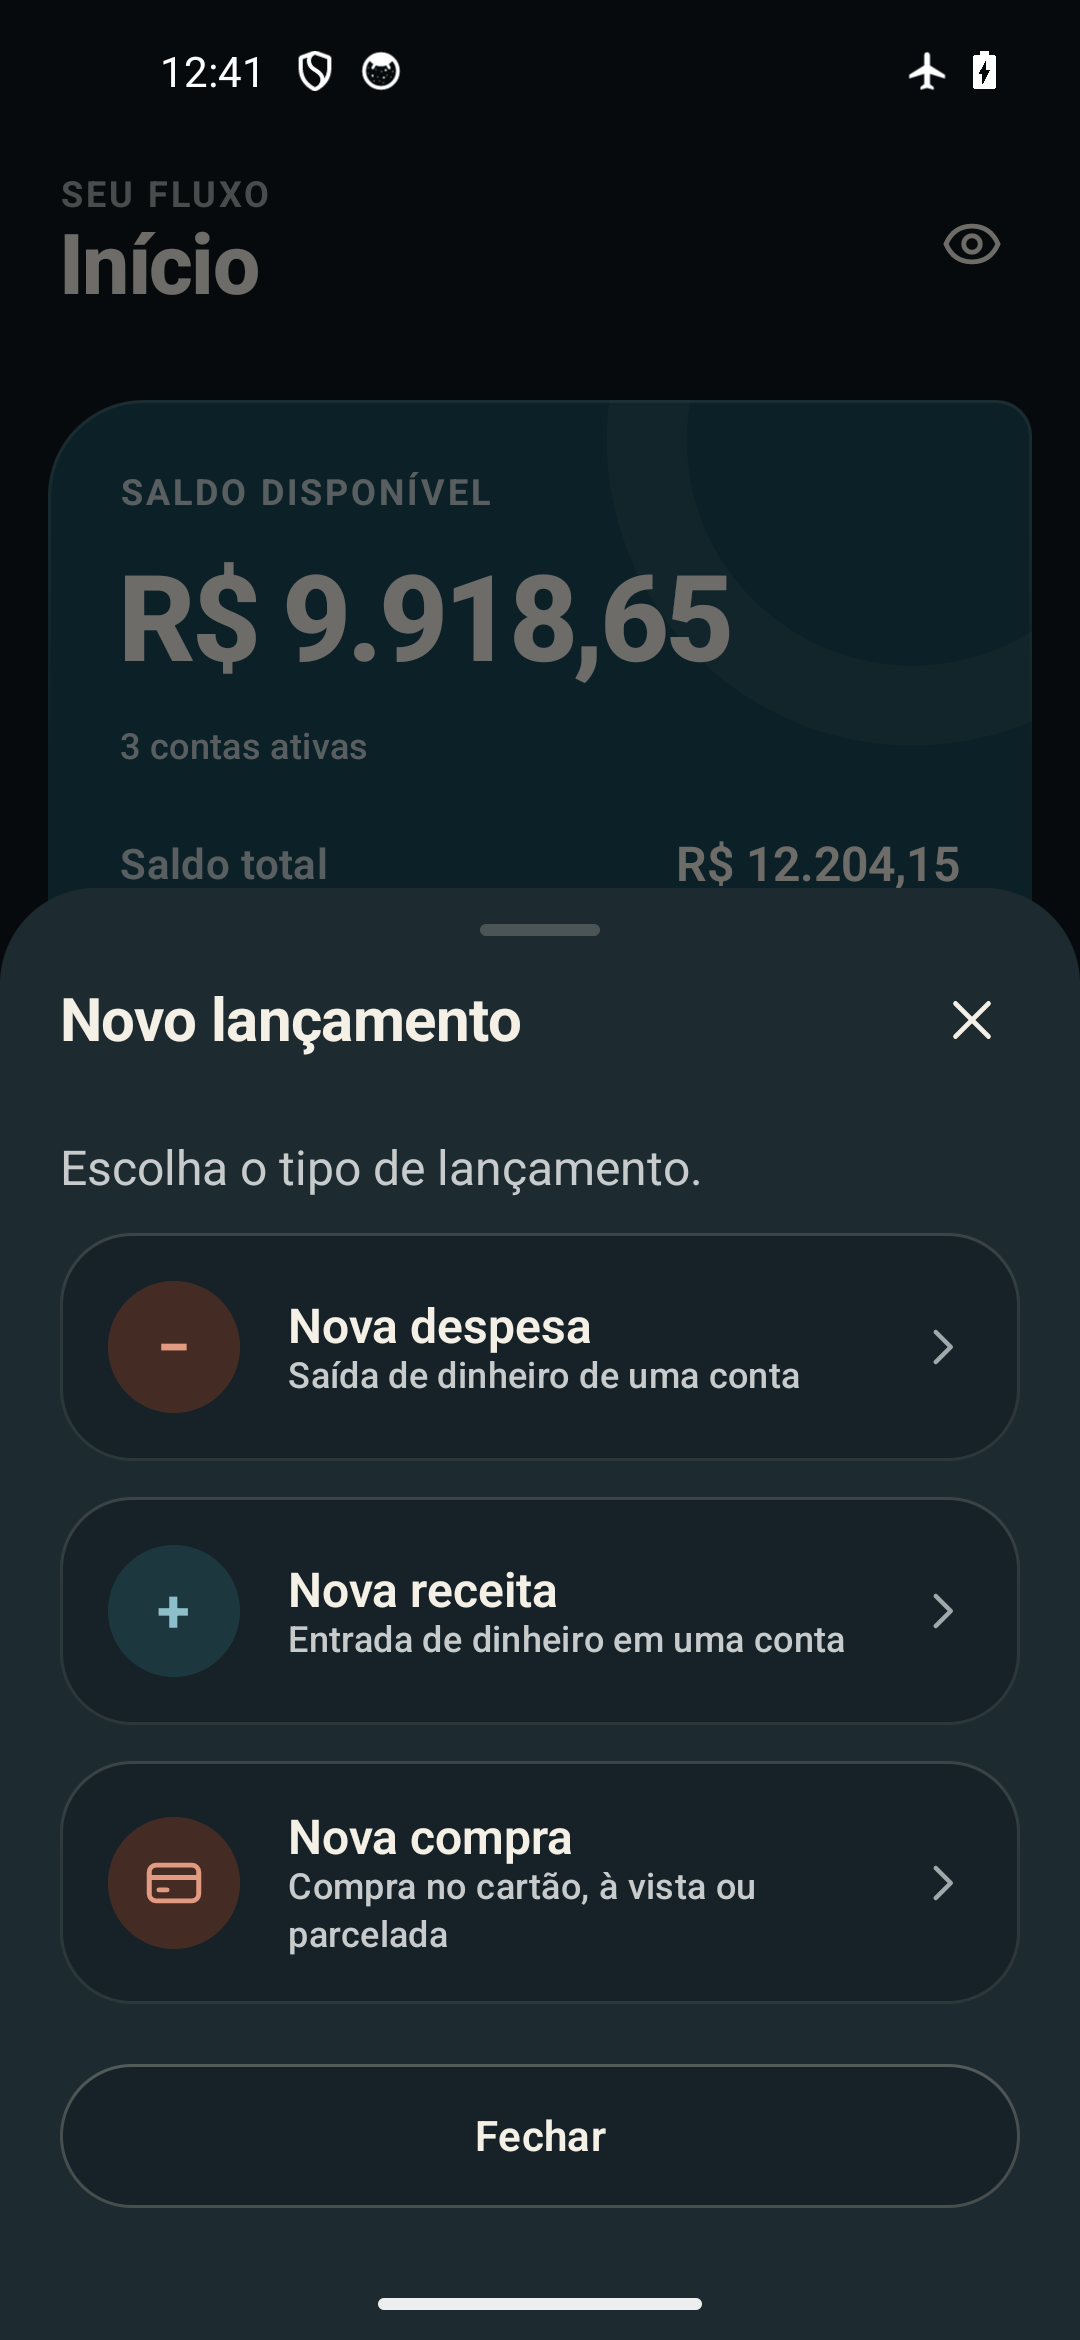 12:41
SEU FLUXO
Início
SALDO DISPONÍVEL
R$ 9.918,65
3 contas ativas
Saldo total
R$ 12.204,15
Novo lançamento
Escolha o tipo de lançamento.
Nova despesa
Saída de dinheiro de uma conta
Nova receita
Entrada de dinheiro em uma conta
Nova compra
Compra no cartão, à vista ou
parcelada
Fechar